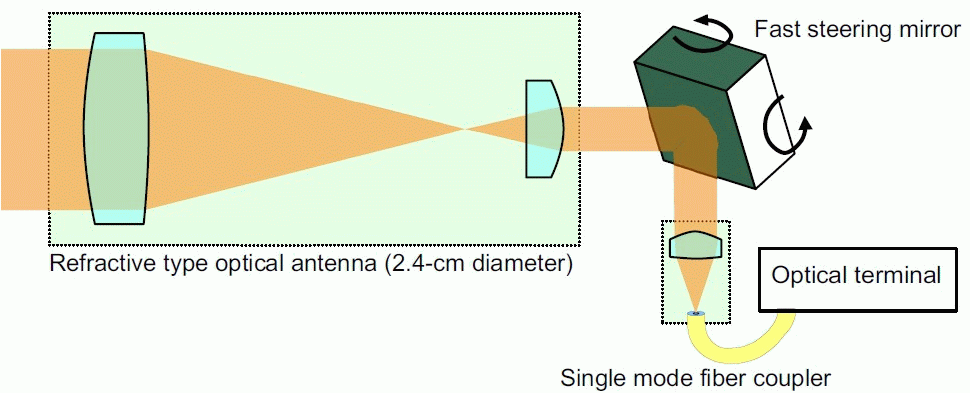 Fast steering mirror
Refractive type optical antenna (2.4-cm diameter)
Optical terminal
Single mode fiber coupler